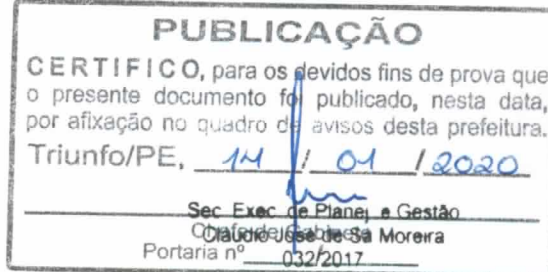 PUBLICAÇÃO
CERTIFICO, para os devidos fins de prova que
o presente documento foi publicado, nesta data,
por afixação no quadro de avisos desta prefeitura.
Triunfo/PE, 14 / 01 / 2020
Sec Exec de Planej e Gestão
Cláudio José de Sá Moreira
Portaria nº 032/2017